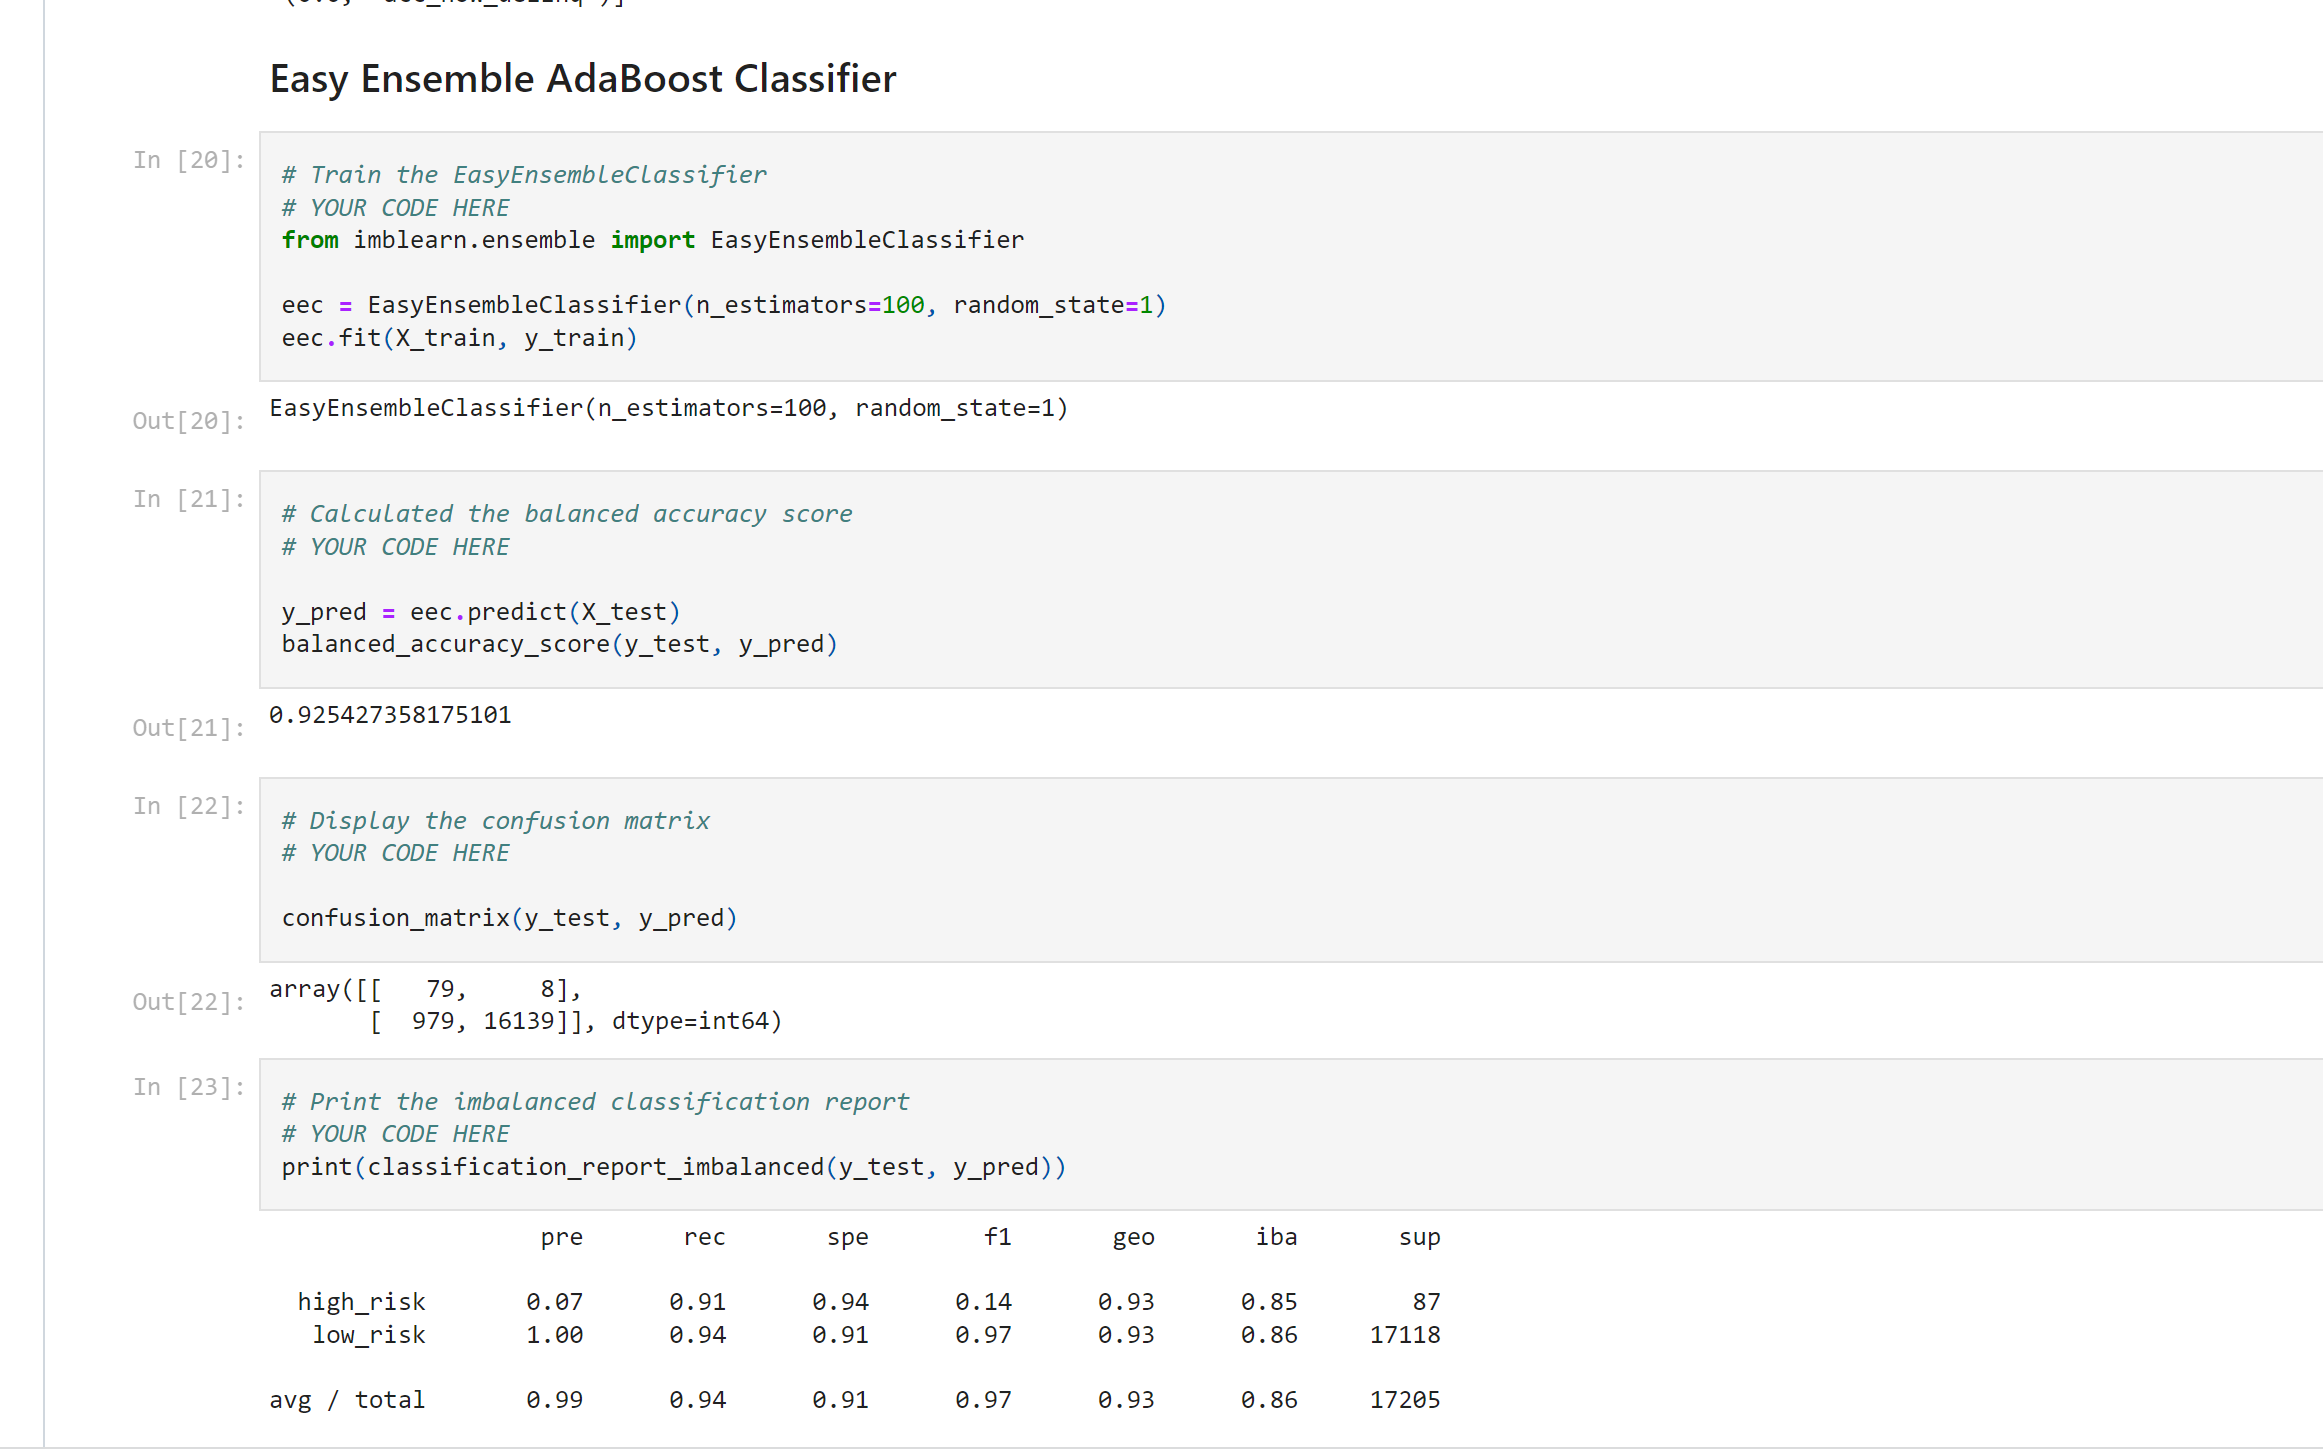 Easy Ensemble AdaBoost Classifier
In [20]:
# Train the EasyEnsembleClassifier
# YOUR CODE HERE
from imblearn.ensemble import EasyEnsembleClassifier
eec = EasyEnsembleClassifier(n_estimators=100, random_state=1)
eec.fit(X_train, y_train)
Out[20]:
EasyEnsembleClassifier(n_estimators=100, random_state=1)
In [21]:
# Calculated the balanced accuracy score
# YOUR CODE HERE
y_pred = eec.predict(X_test)
balanced_accuracy_score(y_test, y_pred)
Out[21]:
0.925427358175101
In [22]:
# Display the confusion matrix
# YOUR CODE HERE
confusion_matrix(y_test, y_pred)
Out[22]:
array([[   79,     8],
       [  979, 16139]], dtype=int64)
In [23]:
# Print the imbalanced classification report
# YOUR CODE HERE
print(classification_report_imbalanced(y_test, y_pred))
                   pre       rec       spe        f1       geo       iba       sup
  high_risk       0.07      0.91      0.94      0.14      0.93      0.85        87
   low_risk       1.00      0.94      0.91      0.97      0.93      0.86     17118
avg / total       0.99      0.94      0.91      0.97      0.93      0.86     17205